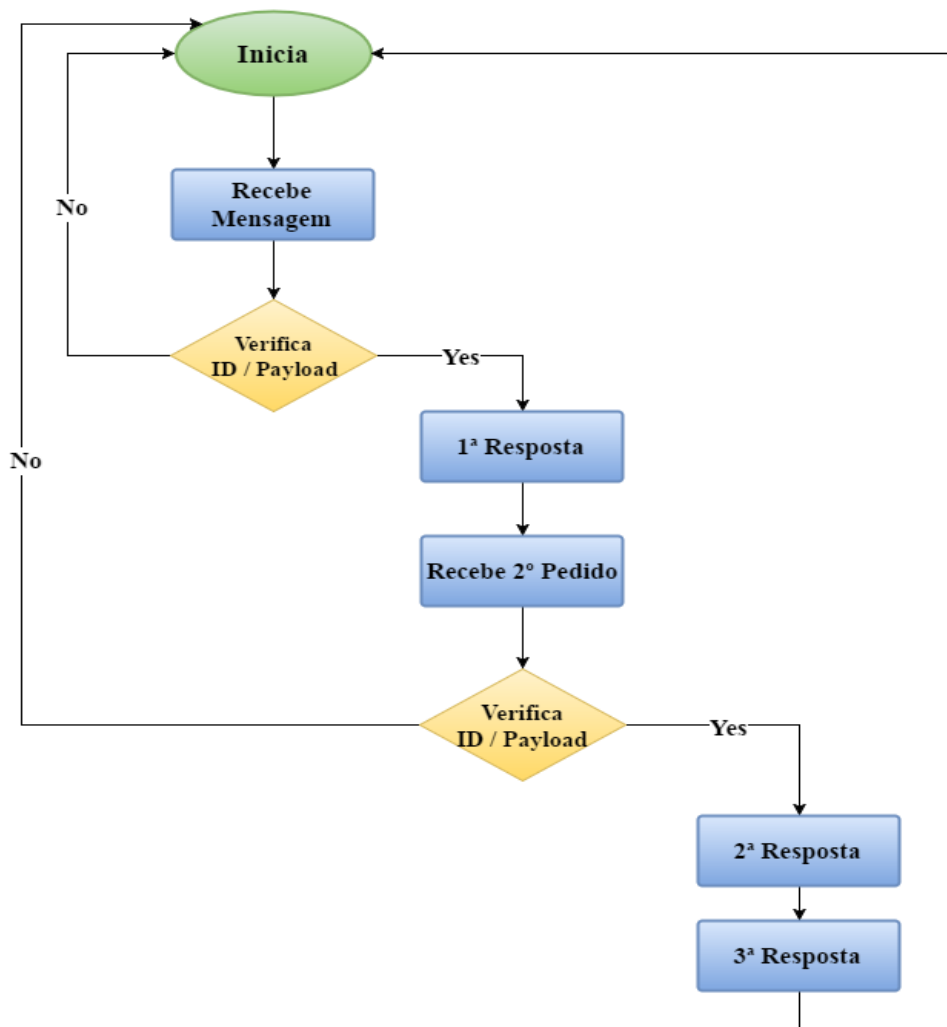 Inicia
Recebe
Mensagem
No
Verifica
ID / Payload
Yes
1ª Resposta
No
Recebe 2º Pedido
Verifica
ID / Payload
Yes
2ª Resposta
3ª Resposta